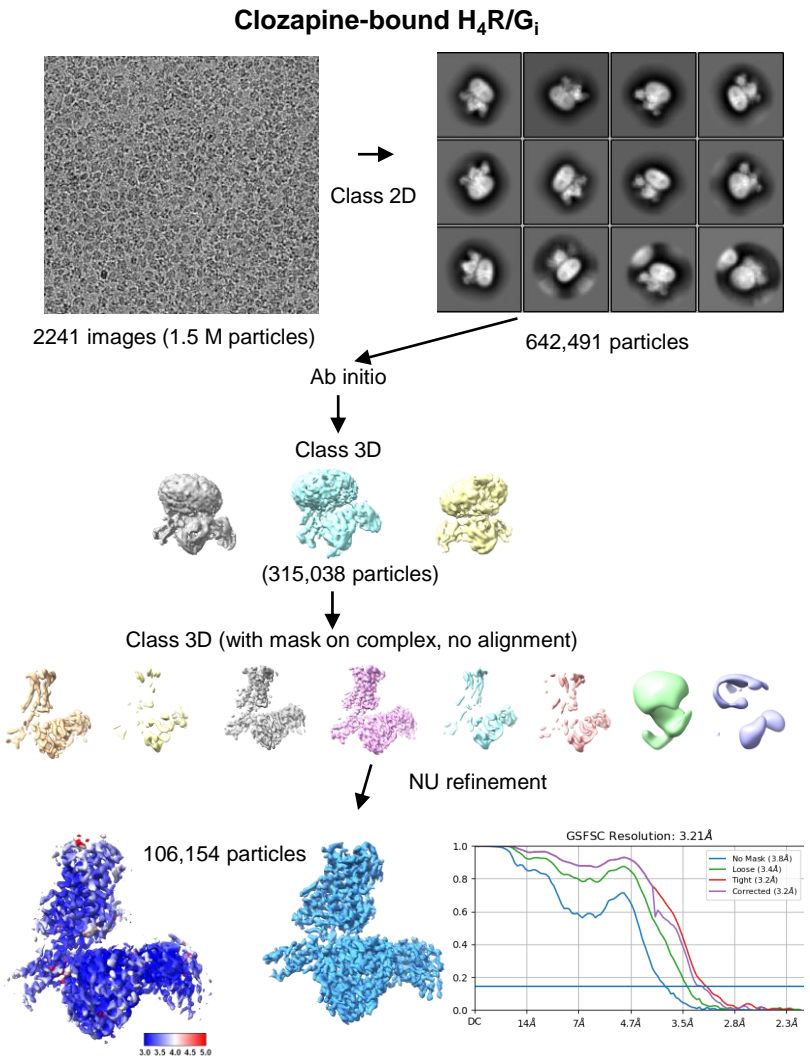 Clozapine-bound H₄R/Gᵢ
Class 2D
2241 images (1.5 M particles)
642,491 particles
Ab initio
Class 3D
(315,038 particles)
Class 3D (with mask on complex, no alignment)
NU refinement
106,154 particles
3.0 3.5 4.0 4.5 5.0
GSFSC Resolution: 3.21Å
1.0
0.8
0.6
0.4
0.2
0.0
No Mask (3.8Å)
Loose (3.4Å)
Tight (3.2Å)
Corrected (3.2Å)
DC 14Å 7Å 4.7Å 3.5Å 2.8Å 2.3Å